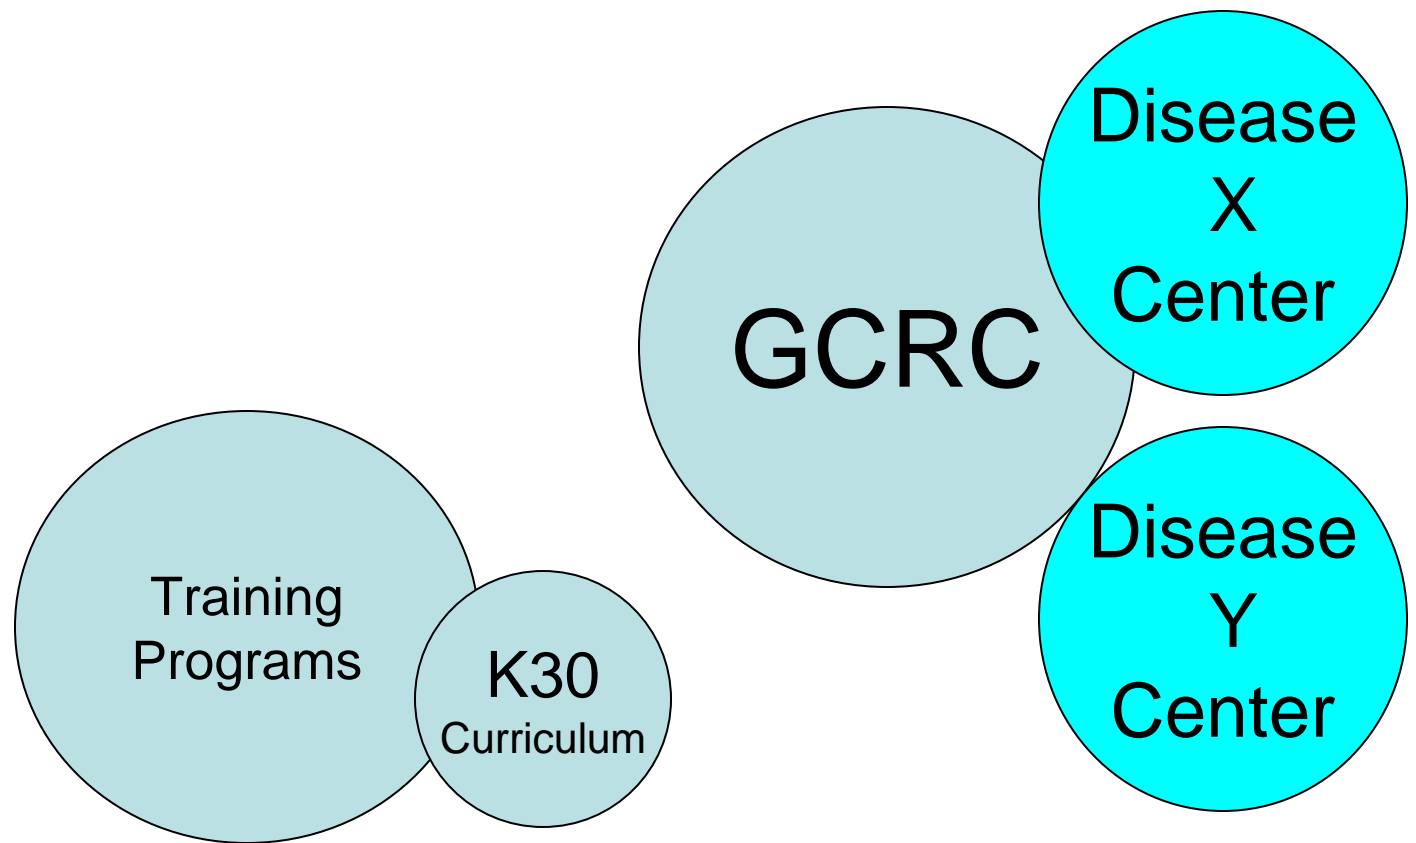 Disease
X
Center
GCRC
Disease
Y
Center
Training
Programs
K30
Curriculum